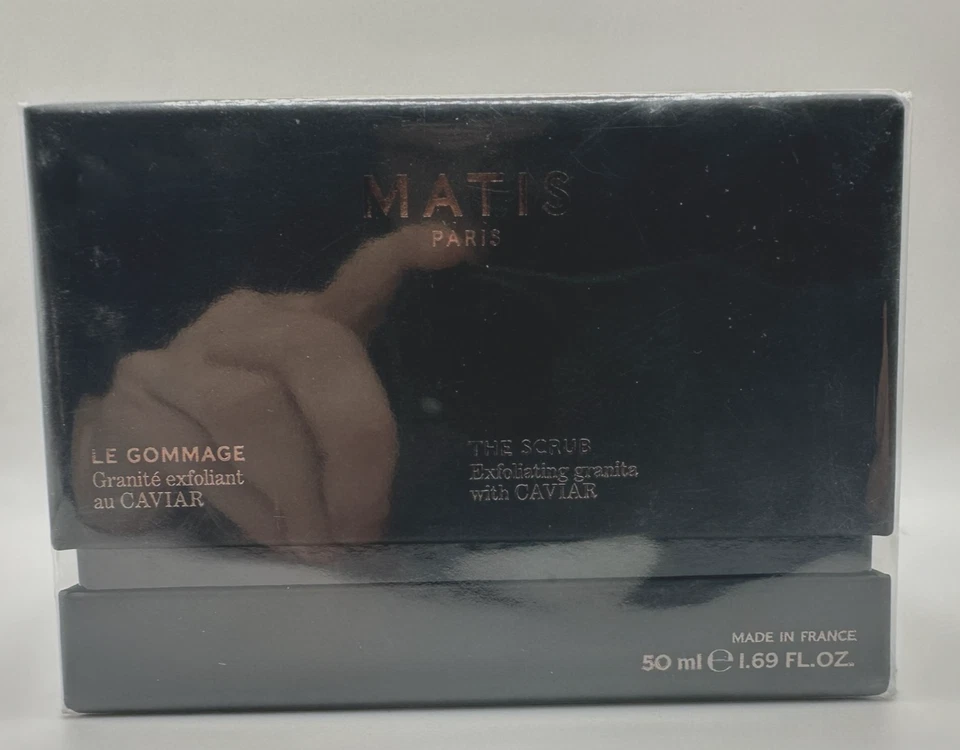 MATIS
PARIS
LE GOMMAGE
Granité exfoliant
au CAVIAR
THE SCRUB
Exfoliating granita
with CAVIAR
MADE IN FRANCE
50 ml ℮ 1.69 FL.OZ.